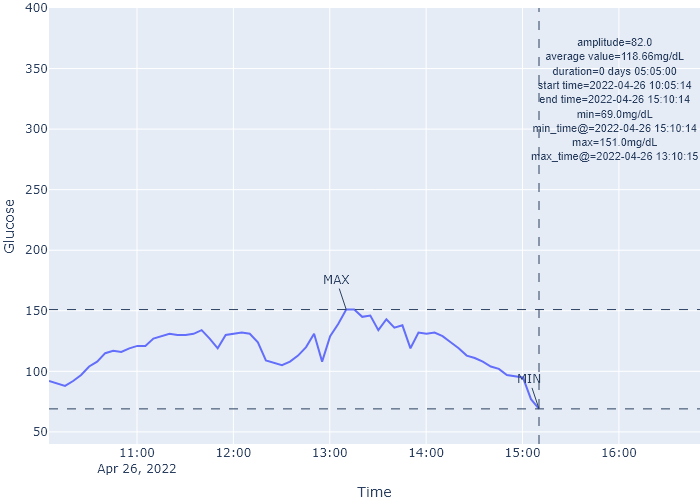 400
350
300
250
200
150
100
50
Glucose
amplitude=82.0
average value=118.66mg/dL
duration=0 days 05:05:00
start time=2022-04-26 10:05:14
end time=2022-04-26 15:10:14
min=69.0mg/dL
min_time@=2022-04-26 15:10:14
max=151.0mg/dL
max_time@=2022-04-26 13:10:15
MAX
MIN
11:00 12:00 13:00 14:00 15:00 16:00
Apr 26, 2022
Time